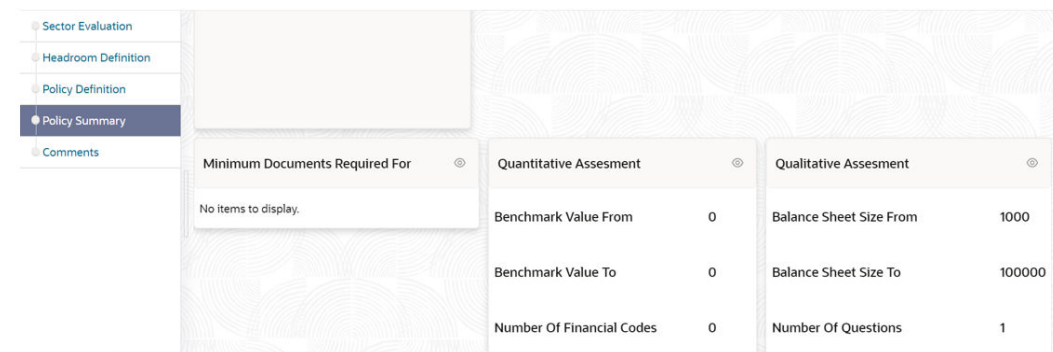 Sector Evaluation
Headroom Definition
Policy Definition
Policy Summary
Comments
Minimum Documents Required For
No items to display.
Quantitative Assesment
Benchmark Value From 0
Benchmark Value To 0
Number Of Financial Codes 0
Qualitative Assesment
Balance Sheet Size From 1000
Balance Sheet Size To 100000
Number Of Questions 1